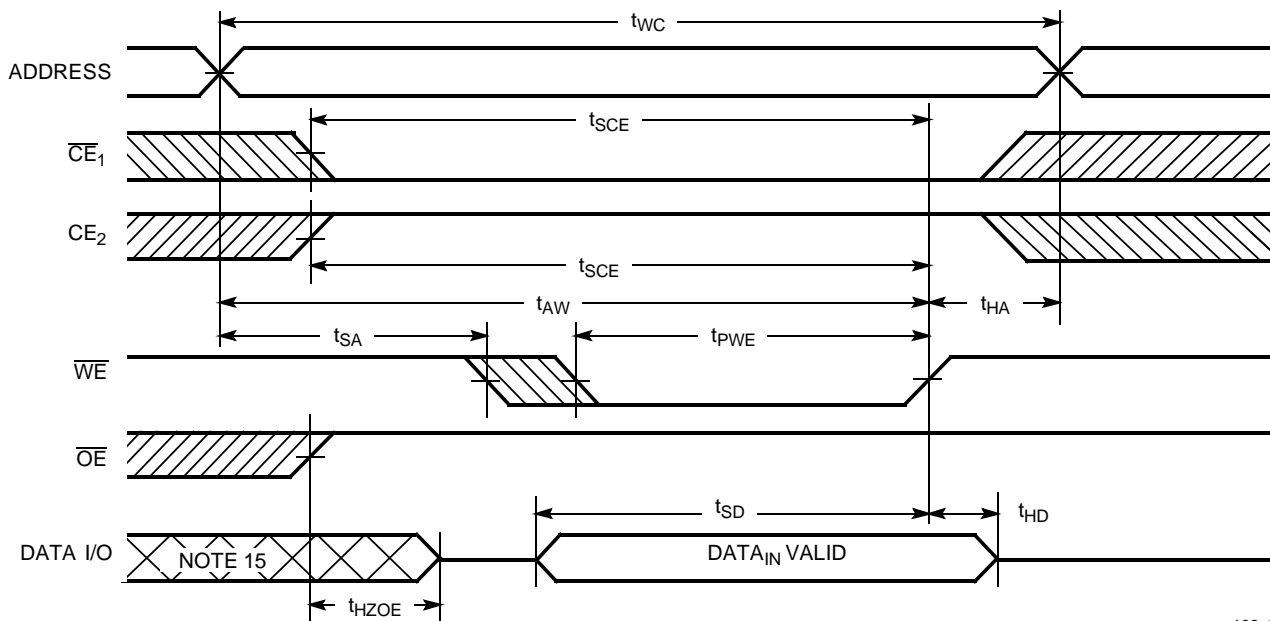 tWC
ADDRESS
tSCE
CE1
CE2
tSCE
tAW
tHA
tSA
tPWE
WE
OE
tSD
tHD
DATA I/O
NOTE 15
DATAIN VALID
tHZOE